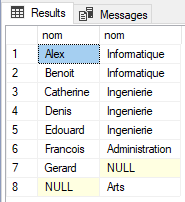 Results Messages
nom nom
1 Alex Informatique
2 Benoit Informatique
3 Catherine Ingenierie
4 Denis Ingenierie
5 Edouard Ingenierie
6 Francois Administration
7 Gerard NULL
8 NULL Arts